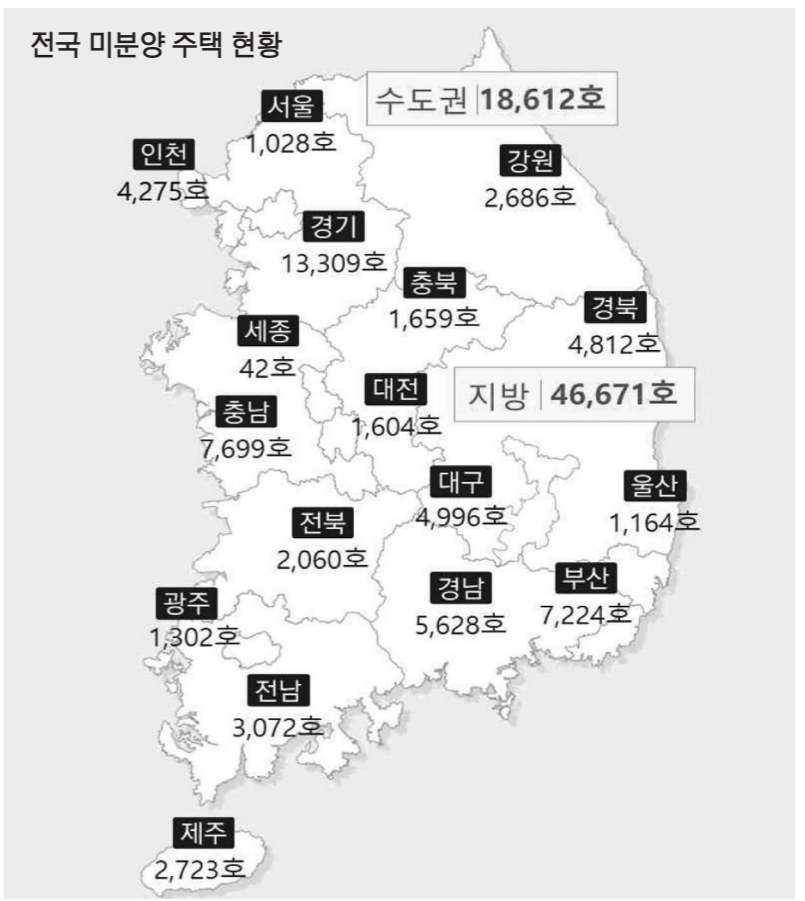 전국 미분양 주택 현황
수도권 18,612호
서울
1,028호
인천
4,275호
강원
2,686호
경기
13,309호
충북
1,659호
경북
4,812호
세종
42호
지방 46,671호
대전
1,604호
충남
7,699호
대구
4,996호
울산
1,164호
전북
2,060호
경남
5,628호
부산
7,224호
광주
1,302호
전남
3,072호
제주
2,723호